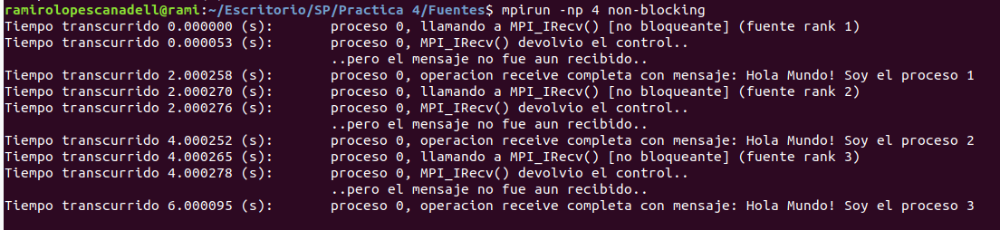 ramirolopescanadell@rami:~/Escritorio/SP/Practica 4/Fuentes$ mpirun -np 4 non-blocking
Tiempo transcurrido 0.000000 (s): proceso 0, llamando a MPI_IRecv() [no bloqueante] (fuente rank 1)
Tiempo transcurrido 0.000053 (s): proceso 0, MPI_IRecv() devolvio el control..
..pero el mensaje no fue aun recibido..
Tiempo transcurrido 2.000258 (s): proceso 0, operacion receive completa con mensaje: Hola Mundo! Soy el proceso 1
Tiempo transcurrido 2.000270 (s): proceso 0, llamando a MPI_IRecv() [no bloqueante] (fuente rank 2)
Tiempo transcurrido 2.000276 (s): proceso 0, MPI_IRecv() devolvio el control..
..pero el mensaje no fue aun recibido..
Tiempo transcurrido 4.000252 (s): proceso 0, operacion receive completa con mensaje: Hola Mundo! Soy el proceso 2
Tiempo transcurrido 4.000265 (s): proceso 0, llamando a MPI_IRecv() [no bloqueante] (fuente rank 3)
Tiempo transcurrido 4.000278 (s): proceso 0, MPI_IRecv() devolvio el control..
..pero el mensaje no fue aun recibido..
Tiempo transcurrido 6.000095 (s): proceso 0, operacion receive completa con mensaje: Hola Mundo! Soy el proceso 3